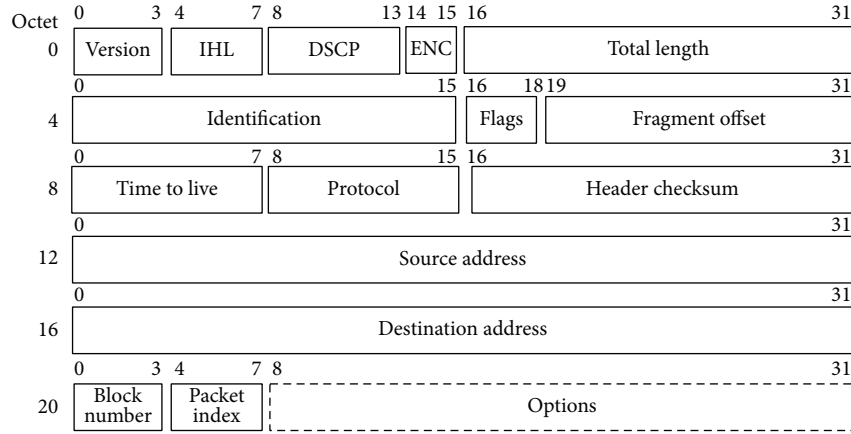 Octet
0 3 4 7 8 13 14 15 16 31
0 Version IHL DSCP ENC Total length
0 15 16 18 19 31
4 Identification Flags Fragment offset
0 7 8 15 16 31
8 Time to live Protocol Header checksum
0 31
12 Source address
0 31
16 Destination address
0 3 4 7 8 31
20 Block number Packet index Options